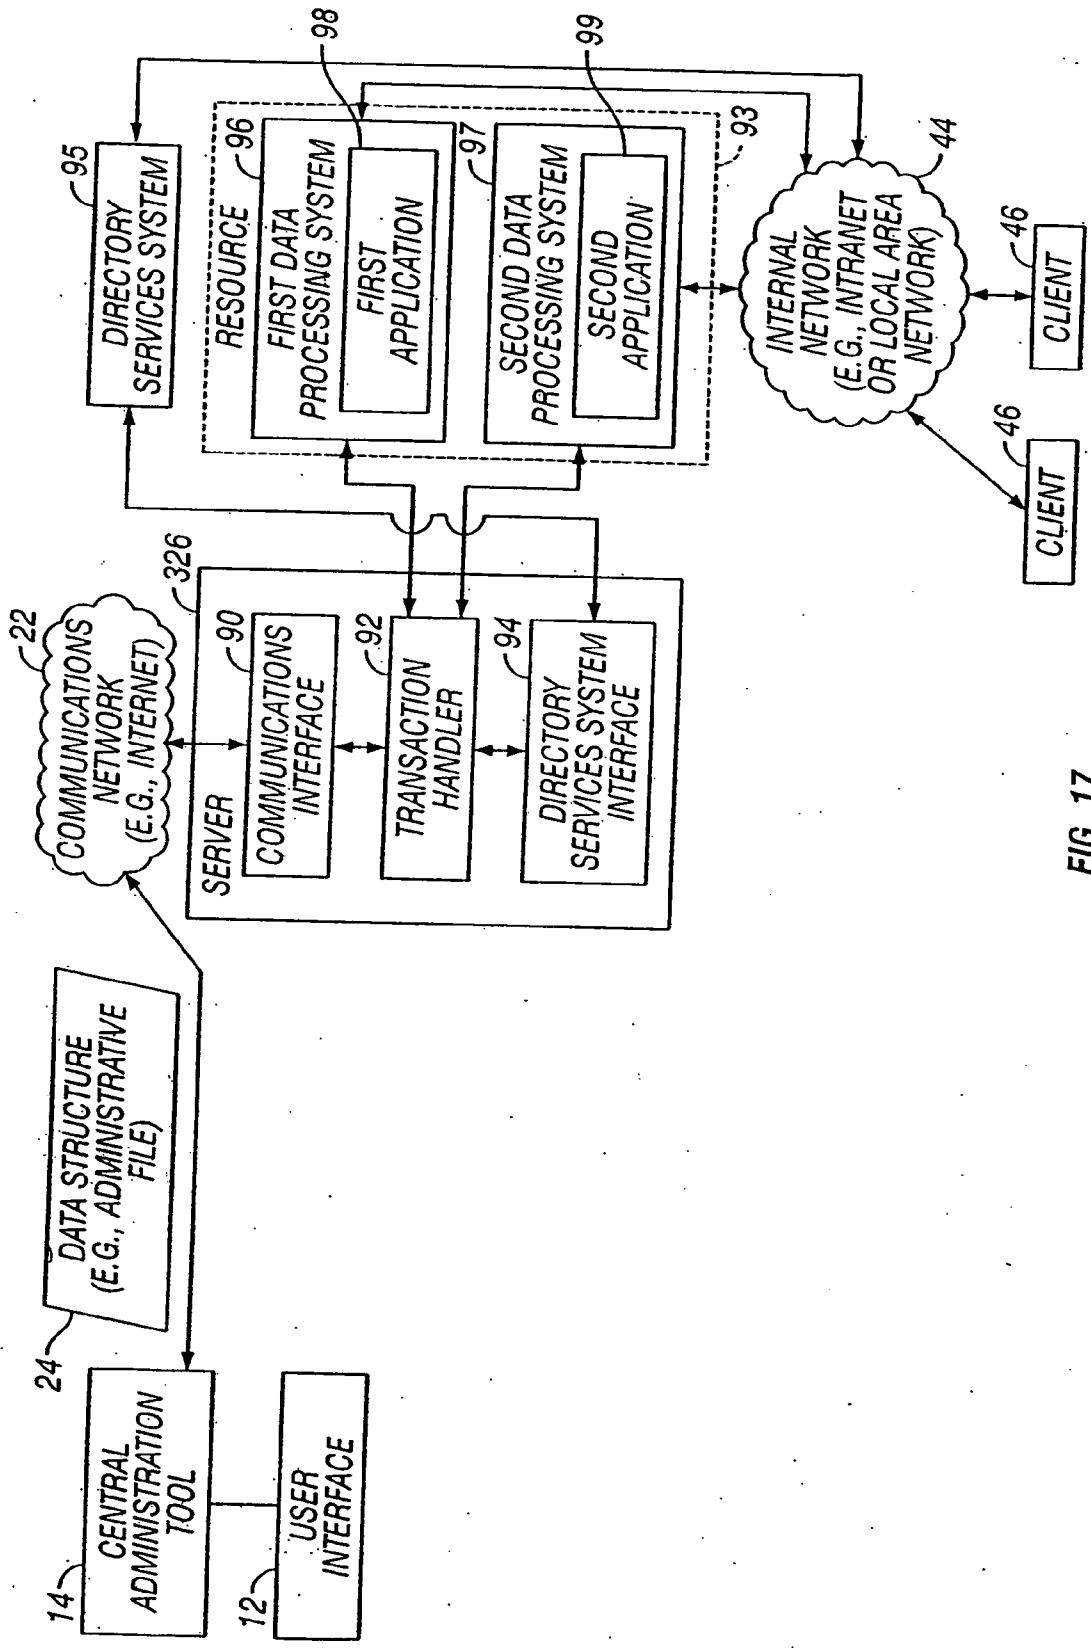 22
COMMUNICATIONS
NETWORK
(E.G., INTERNET)
24
DATA STRUCTURE
(E.G., ADMINISTRATIVE
FILE)
14
CENTRAL
ADMINISTRATION
TOOL
12
USER
INTERFACE
326
SERVER
90
COMMUNICATIONS
INTERFACE
92
TRANSACTION
HANDLER
94
DIRECTORY
SERVICES SYSTEM
INTERFACE
95
DIRECTORY
SERVICES SYSTEM
RESOURCE
96
FIRST DATA
PROCESSING SYSTEM
98
FIRST
APPLICATION
97
SECOND DATA
PROCESSING SYSTEM
99
SECOND
APPLICATION
93
44
INTERNAL
NETWORK
(E.G., INTRANET
OR LOCAL AREA
NETWORK)
46
CLIENT
46
CLIENT
FIG. 17